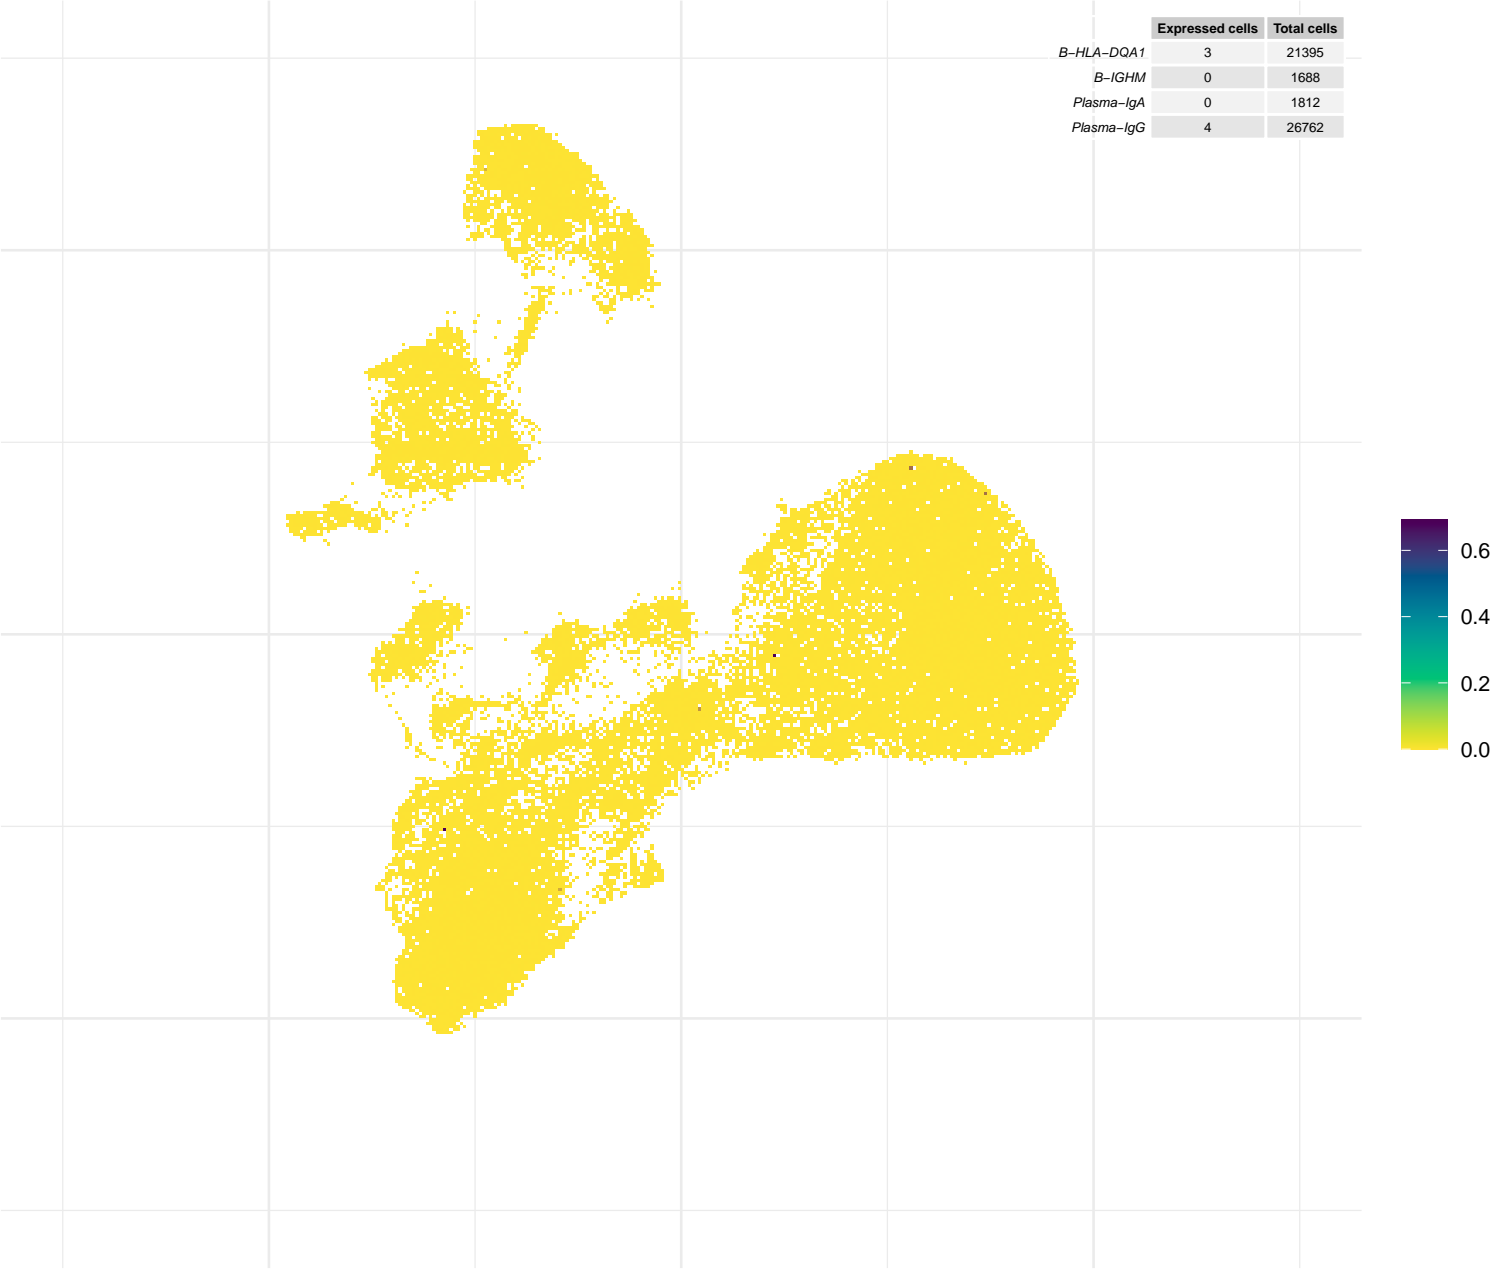 Expressed cells Total cells
B−HLA−DQA1 3 21395
B−IGHM 0 1688
Plasma−IgA 0 1812
Plasma−IgG 4 26762
0.6
0.4
0.2
0.0